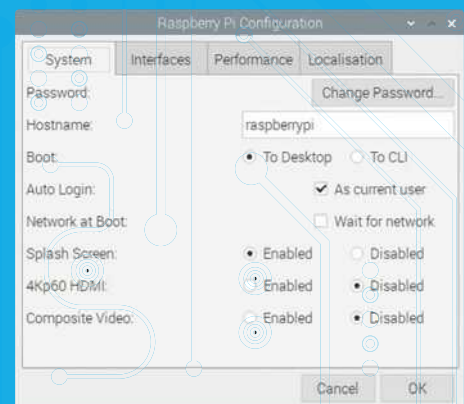 Raspberry Pi Configuration
System Interfaces Performance Localisation
Password: Change Password...
Hostname: raspberrypi
Boot: To Desktop To CLI
Auto Login: As current user
Network at Boot: Wait for network
Splash Screen: Enabled Disabled
4Kp60 HDMI: Enabled Disabled
Composite Video: Enabled Disabled
Cancel OK